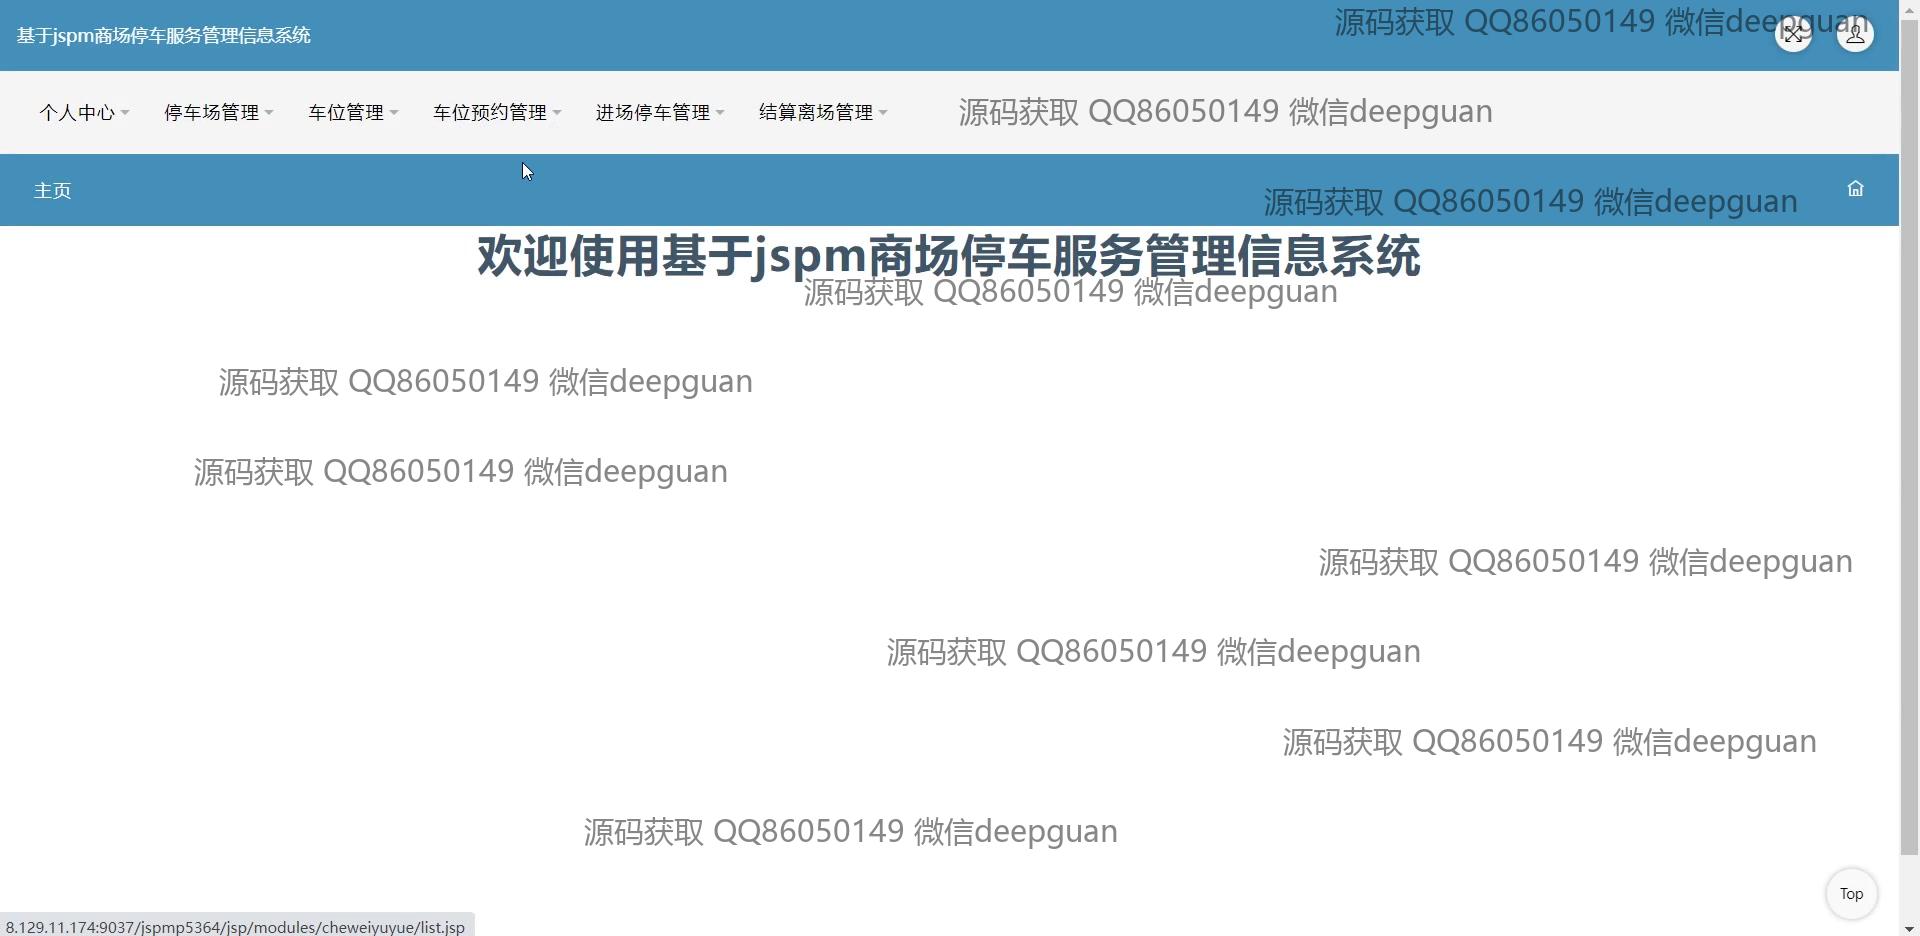 源码获取 QQ86050149 微信deepguan
基于jspm商场停车服务管理信息系统
个人中心 停车场管理 车位管理 车位预约管理 进场停车管理 结算离场管理 源码获取 QQ86050149 微信deepguan
主页
源码获取 QQ86050149 微信deepguan
欢迎使用基于jspm商场停车服务管理信息系统
源码获取 QQ86050149 微信deepguan
源码获取 QQ86050149 微信deepguan
源码获取 QQ86050149 微信deepguan
源码获取 QQ86050149 微信deepguan
源码获取 QQ86050149 微信deepguan
源码获取 QQ86050149 微信deepguan
源码获取 QQ86050149 微信deepguan
Top
8.129.11.174:9037/jspmp5364/jsp/modules/cheweiyuyue/list.jsp